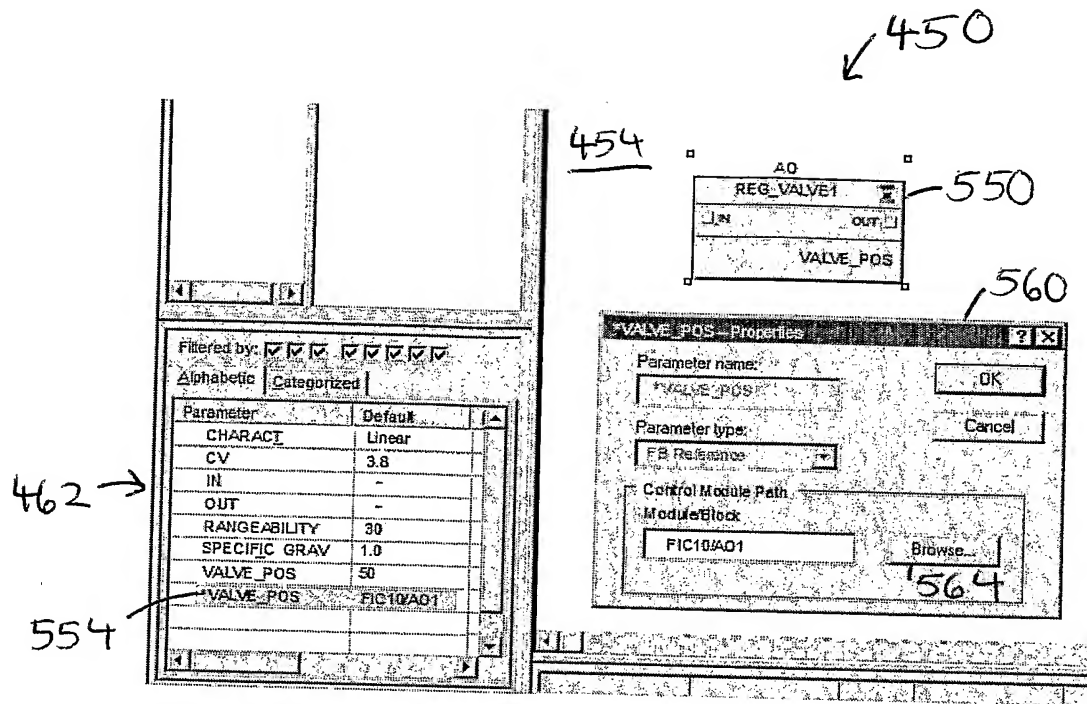 450
454
AO
REG_VALVE1
550
IN OUT
VALVE_POS
560
*VALVE_POS - Properties ? X
Parameter name:
*VALVE_POS
OK
Parameter type:
FB Reference
Cancel
Control Module Path
Module/Block
FIC10/AO1
Browse...
564
Filtered by:
Alphabetic Categorized
Parameter Default
CHARACT Linear
CV 3.8
IN -
OUT -
RANGEABILITY 30
SPECIFIC GRAV 1.0
VALVE_POS 50
*VALVE_POS FIC10/AO1
462
554